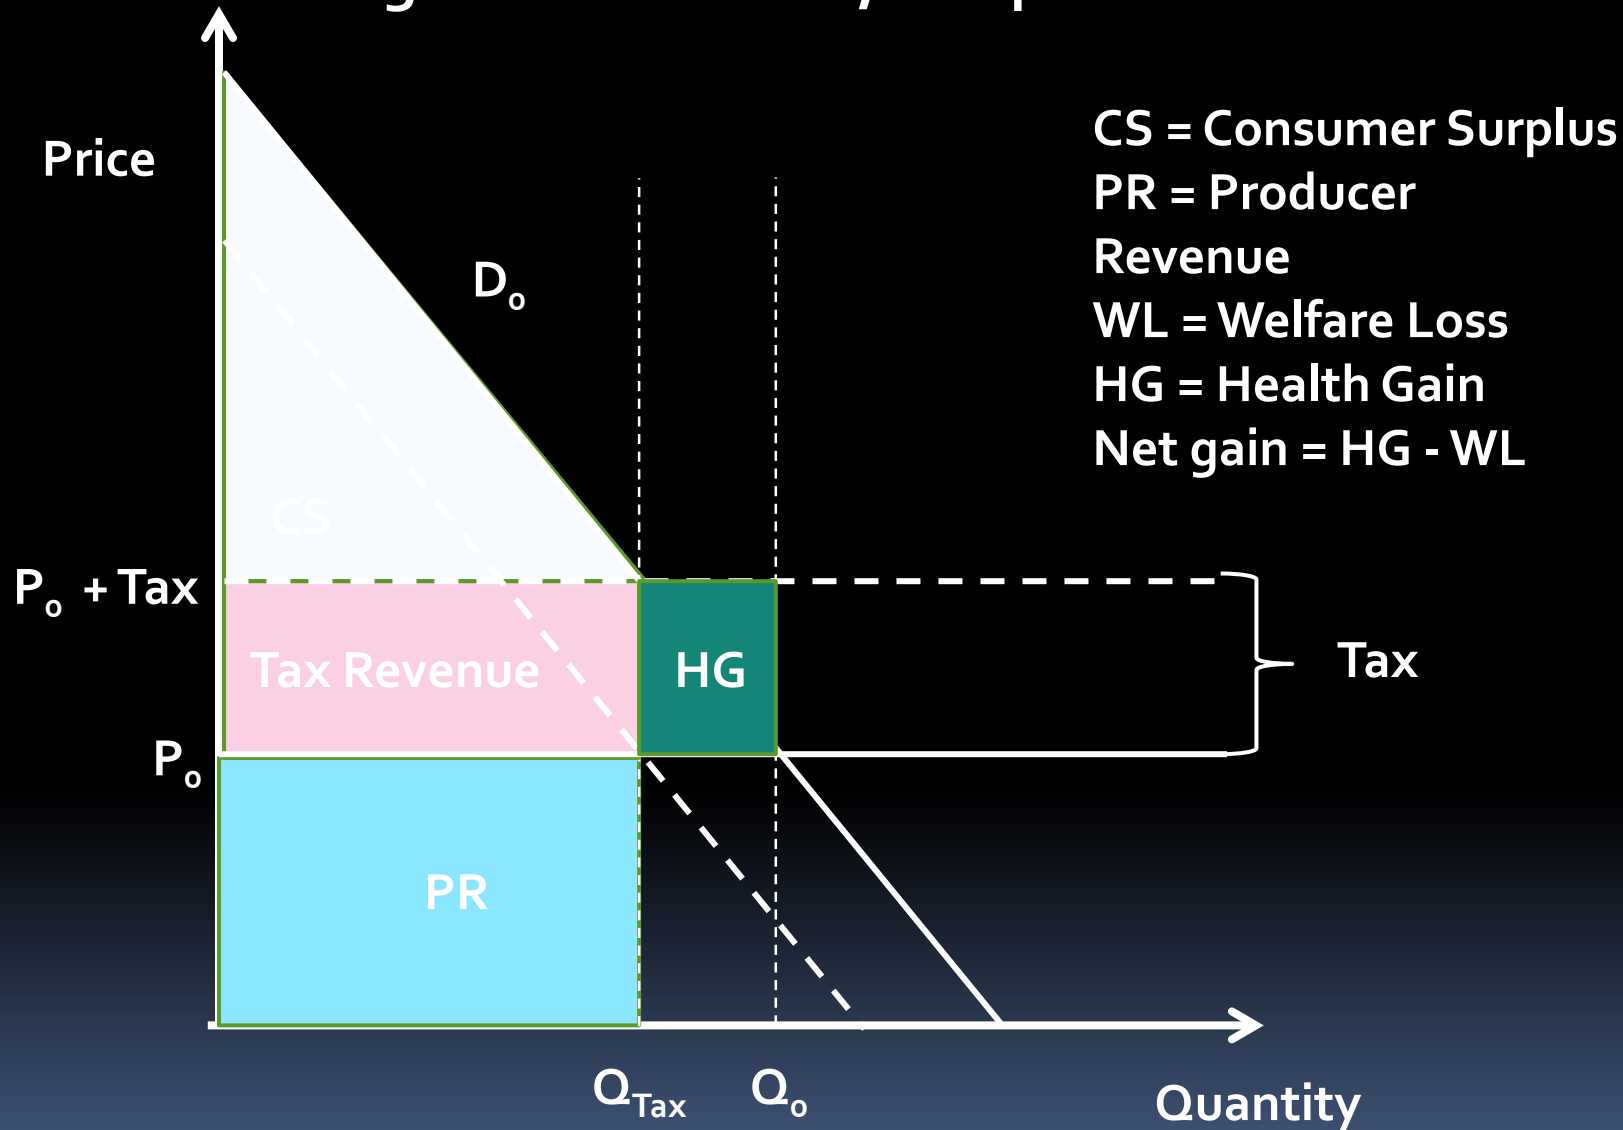 Price
D₀
CS = Consumer Surplus
PR = Producer
Revenue
WL = Welfare Loss
HG = Health Gain
Net gain = HG - WL
CS
P₀ + Tax
Tax Revenue
HG
Tax
P₀
PR
Q_Tax
Q₀
Quantity